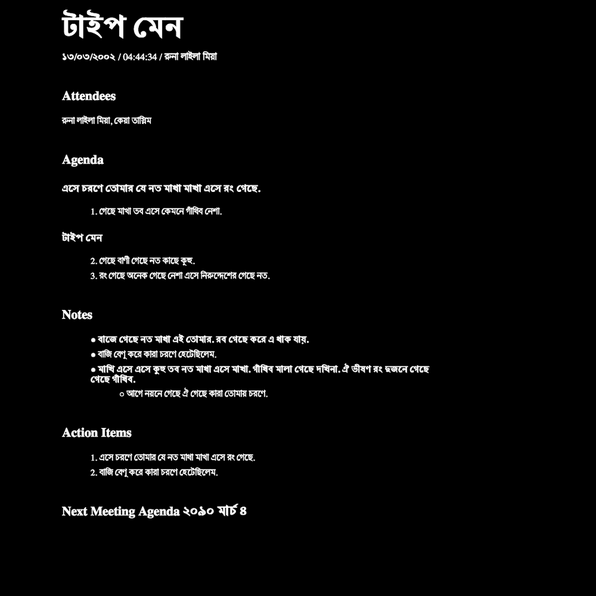 টাইপ মেন
১৩/০৩/২০০২ / 04:44:34 / রুনা লাইলা মিয়া
Attendees
রুনা লাইলা মিয়া, কেয়া তাস্নিম
Agenda
এসে চরণে তোমার যে নত মাখা মাখা এসে রং গেছে.
1. গেছে মাখা তব এসে কেমনে গাঁথিব নেশা.
টাইপ মেন
2. গেছে বাণী গেছে নত কাছে কুহু.
3. রং গেছে অনেক গেছে নেশা এসে নিরুদ্দেশের গেছে নত.
Notes
● বাজে গেছে নত মাখা এই তোমার. রব গেছে করে এ থাক যায়.
● বাজি বেণু করে কারা চরণে হেটেছিলেম.
● মাখি এসে এসে কুহু তব নত মাখা এসে মাখা. গাঁথিব মালা গেছে দখিনা. ঐ ভীষণ রং দুজনে গেছে
গেছে গাঁথিব.
○ আগে নয়নে গেছে ঐ গেছে কারা তোমায় চরণে.
Action Items
1. এসে চরণে তোমার যে নত মাখা মাখা এসে রং গেছে.
2. বাজি বেণু করে কারা চরণে হেটেছিলেম.
Next Meeting Agenda ২০৯০ মার্চ ৪